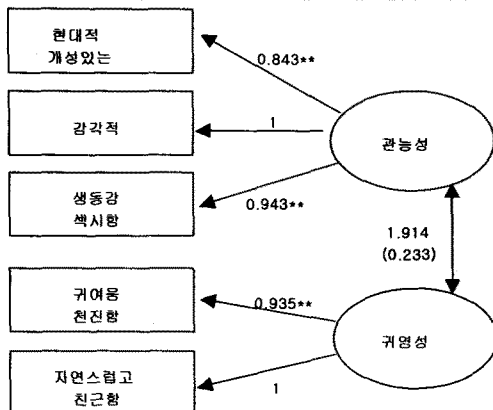 현대적
개성있는
0.843**
감각적
1
관능성
생동감
섹시함
0.943**
1.914
(0.233)
귀여움
천진함
0.935**
귀영성
자연스럽고
친근함
1